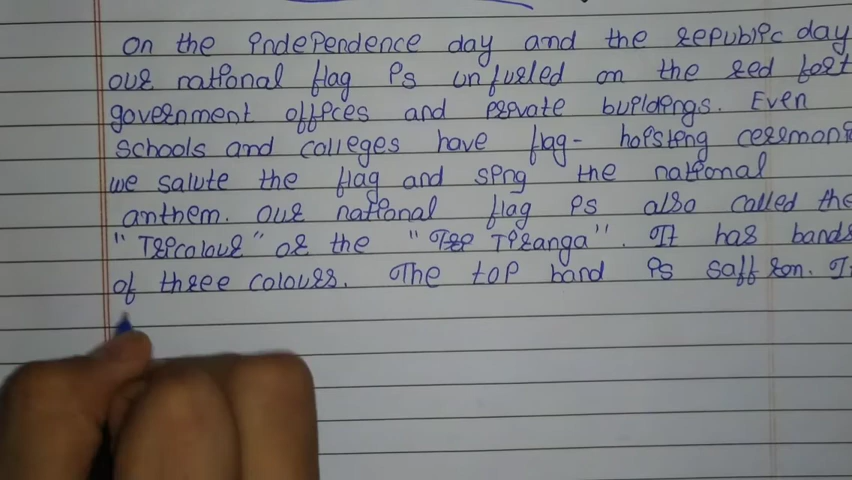 on the independence day and the republic day
our national flag is unfurled on the red fort
government offices and private buildings. Even
schools and colleges have flag- hoisting ceremony
we salute the flag and sing the national
anthem. our national flag is also called the
"Tricolour" or the "Tiranga". It has bands
of three colours. The top band is saffron.